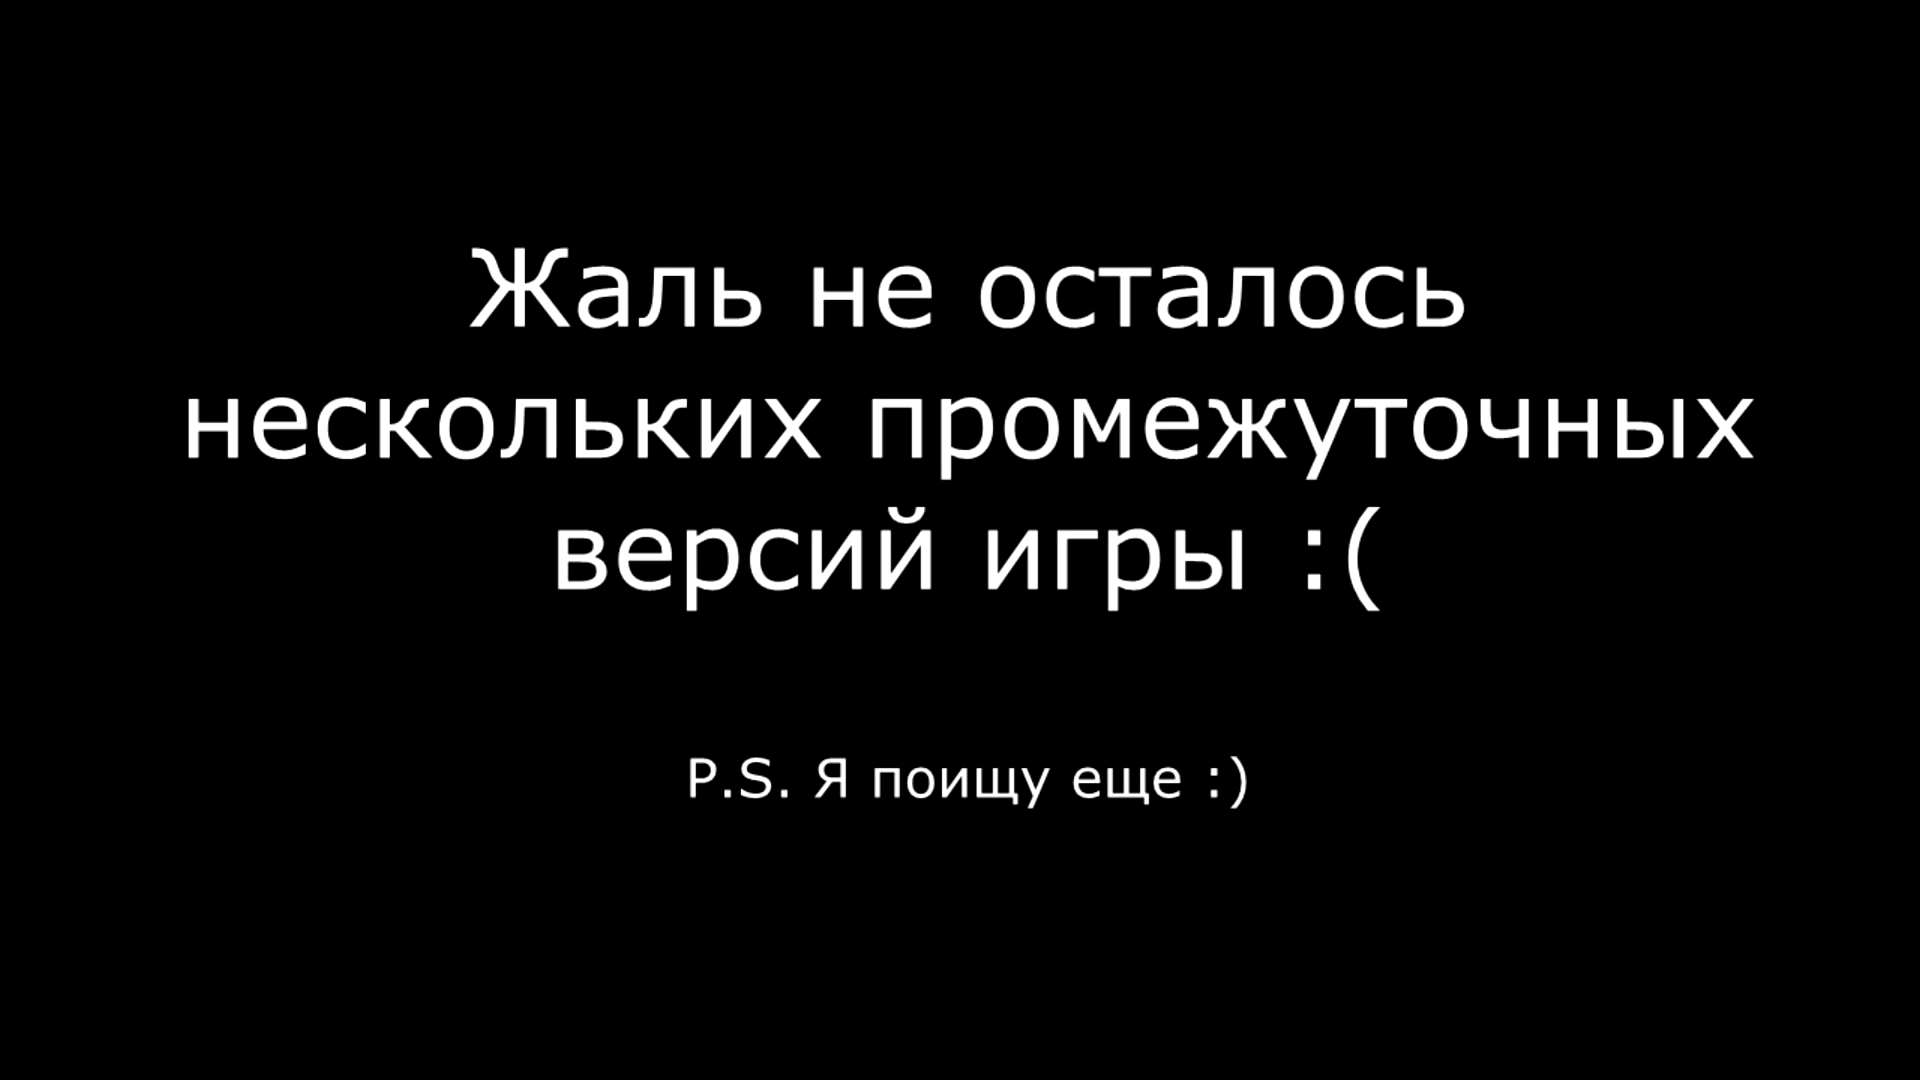 Жаль не осталось
нескольких промежуточных
версий игры :(
P.S. Я поищу еще :)